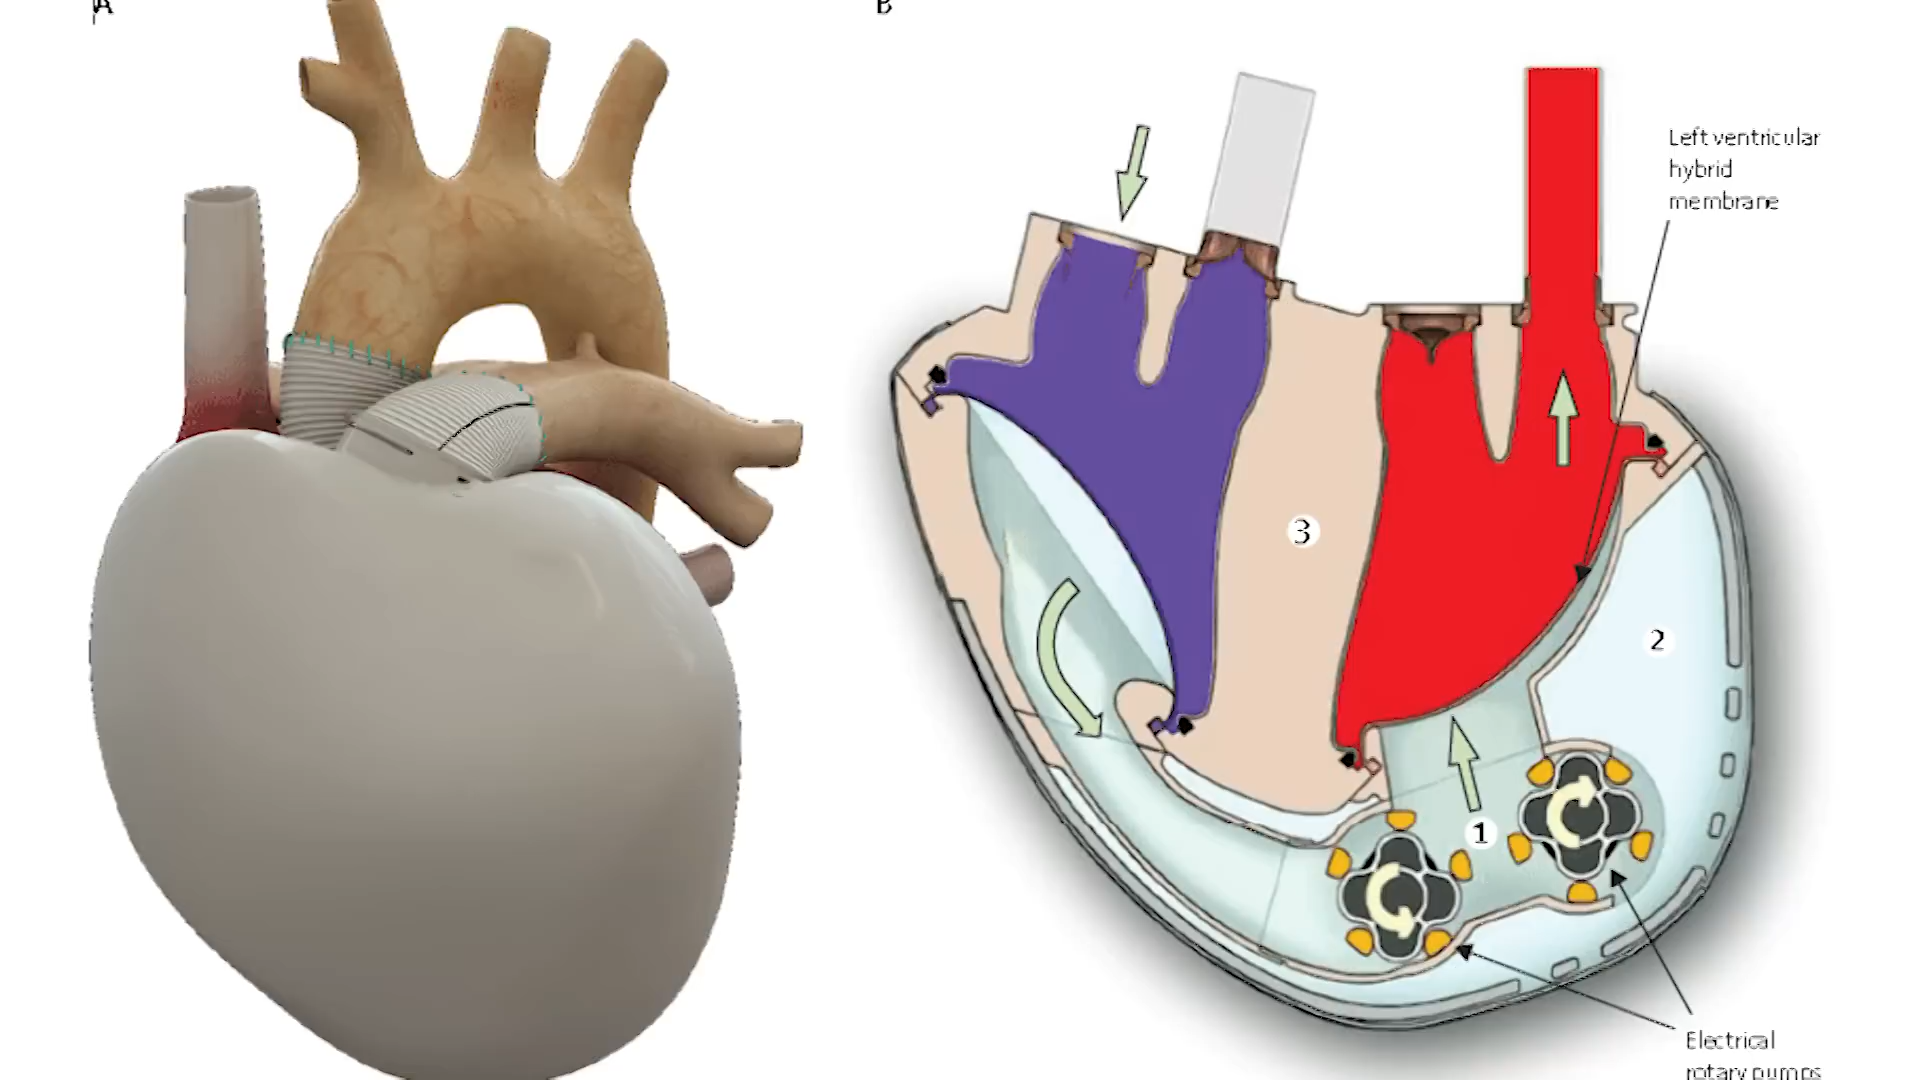 A
B
Left ventricular
hybrid
membrane
3
2
1
Electrical
rotary pumps